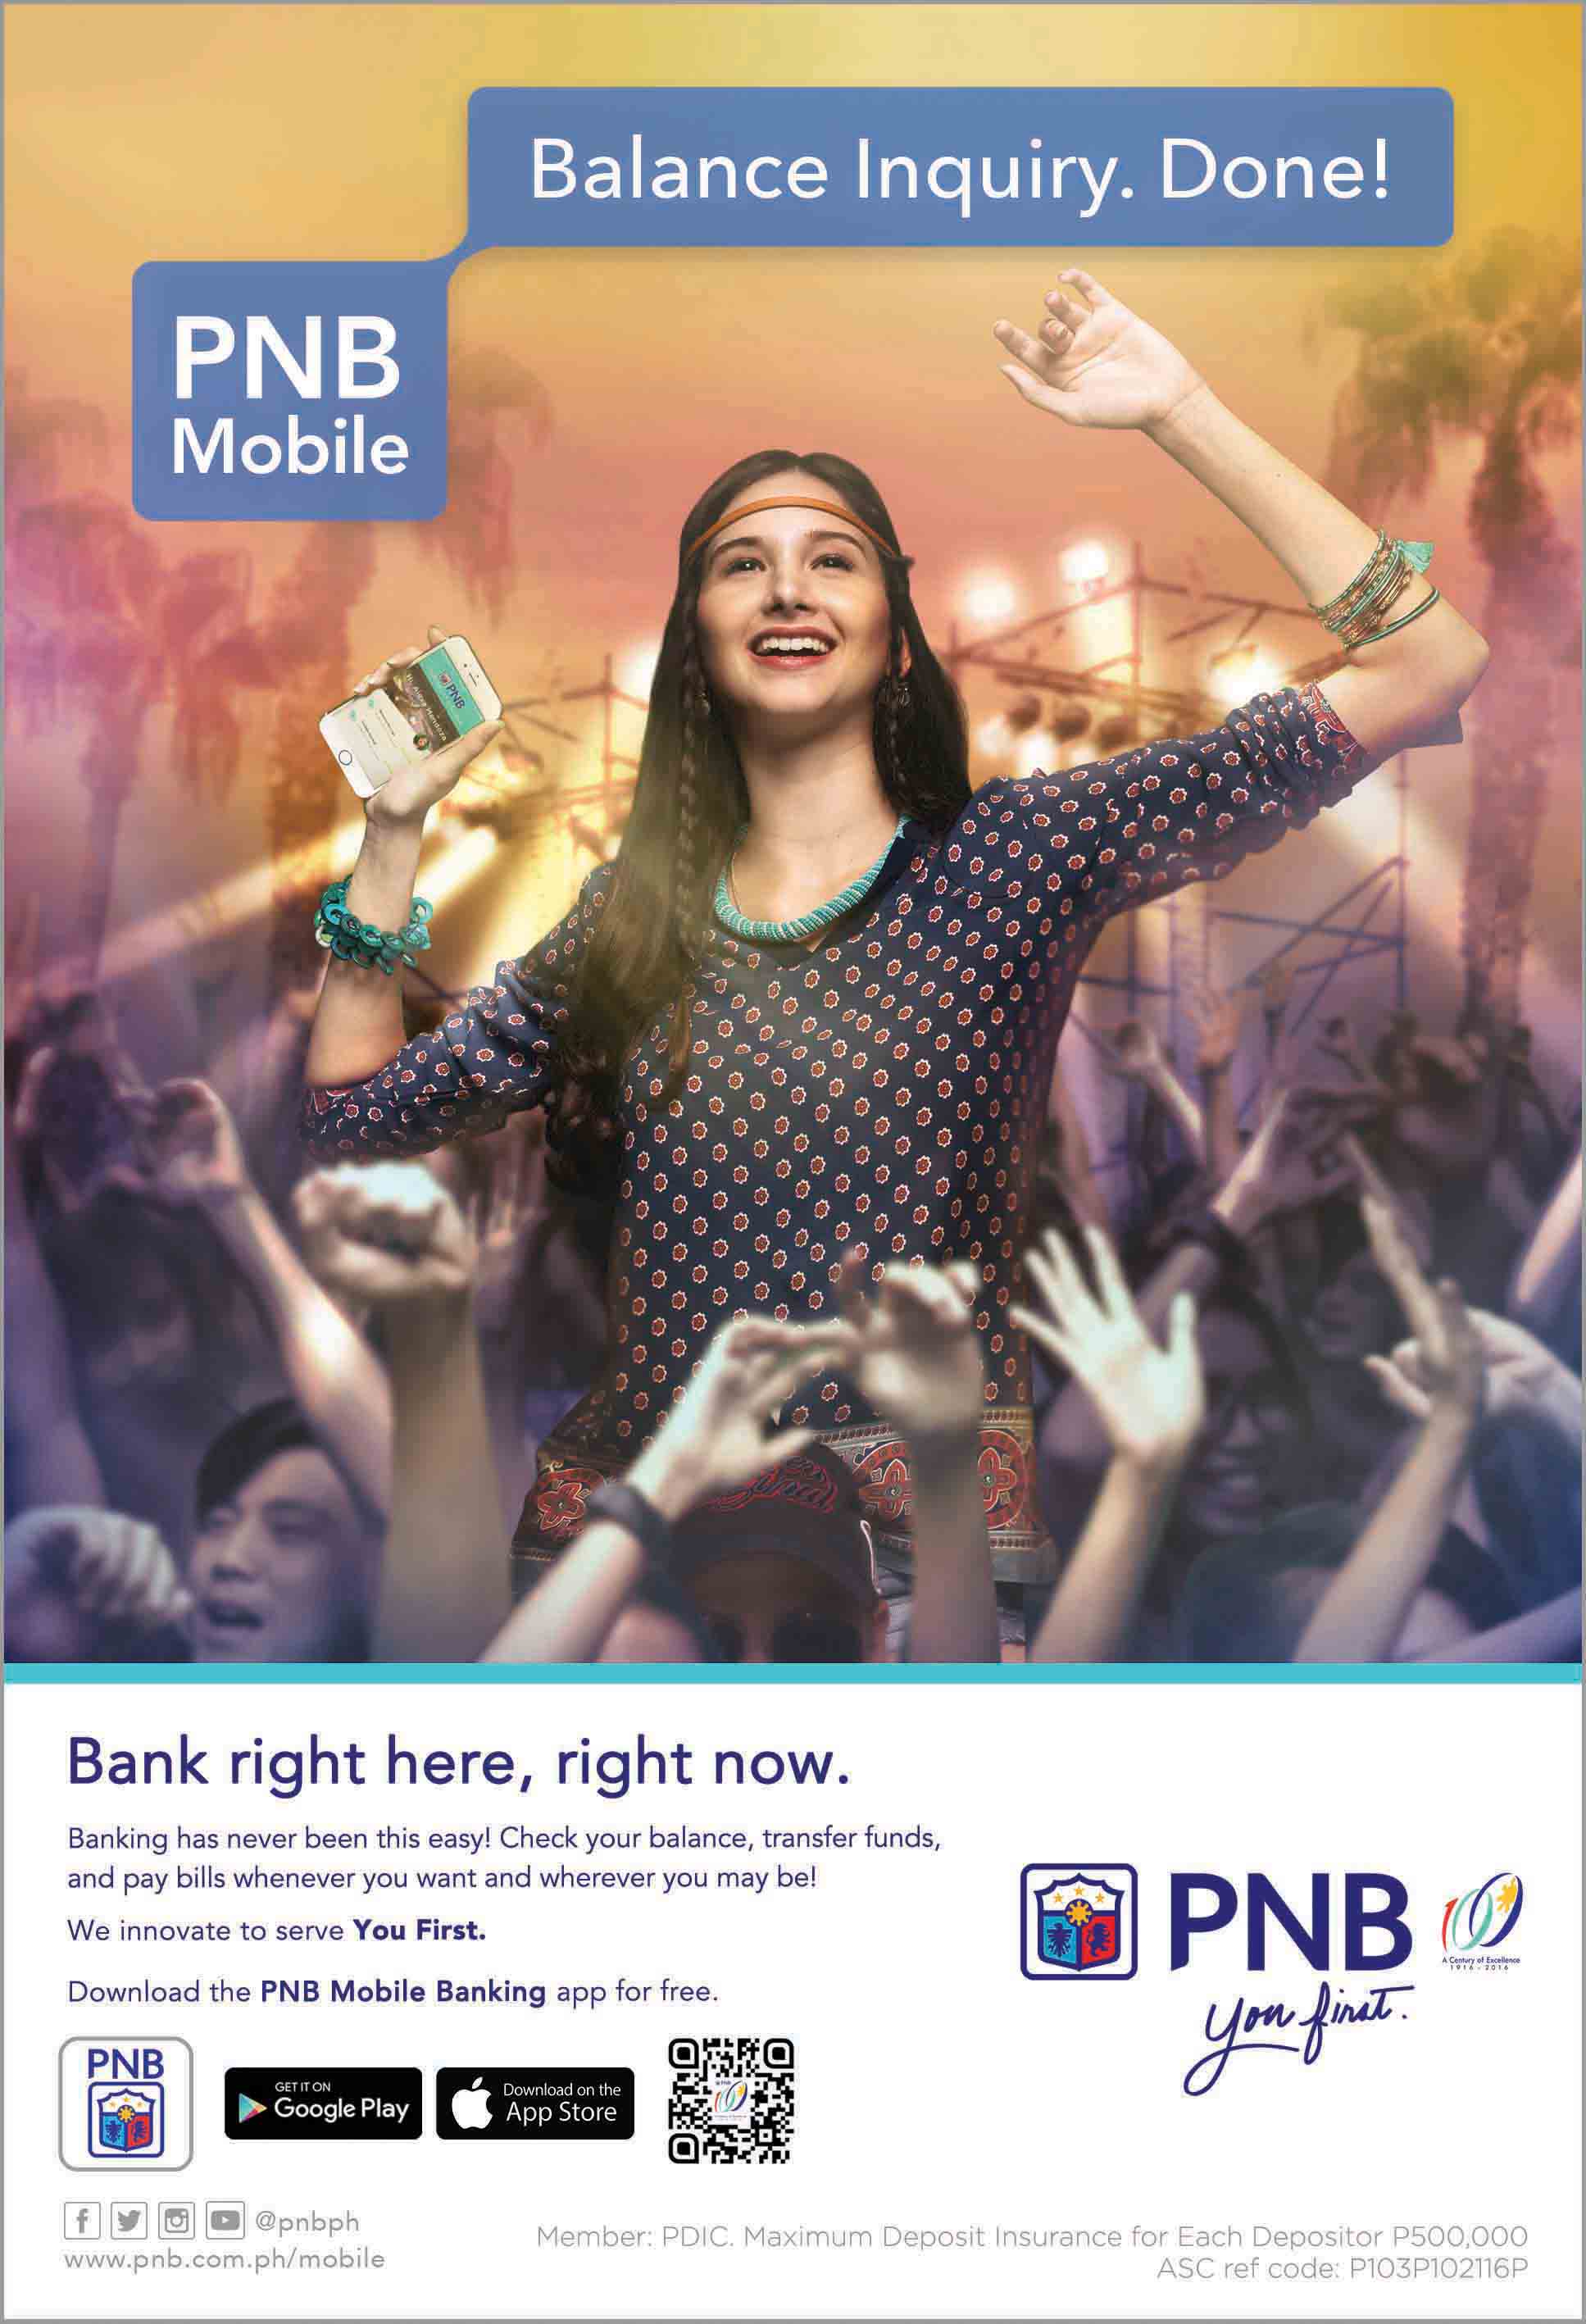 Balance Inquiry. Done!
PNB
Mobile
PNB
Bank right here, right now.
Banking has never been this easy! Check your balance, transfer funds,
and pay bills whenever you want and wherever you may be!
We innovate to serve You First.
Download the PNB Mobile Banking app for free.
PNB
GET IT ON
Google Play
Download on the
App Store
PNB
100
A Century of Excellence
1916 - 2016
you first.
@pnbph
www.pnb.com.ph/mobile
Member: PDIC. Maximum Deposit Insurance for Each Depositor P500,000
ASC ref code: P103P102116P